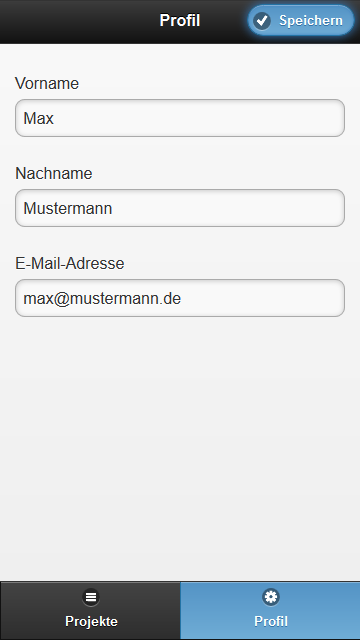 Profil
Speichern
Vorname
Max
Nachname
Mustermann
E-Mail-Adresse
max@mustermann.de
Projekte
Profil